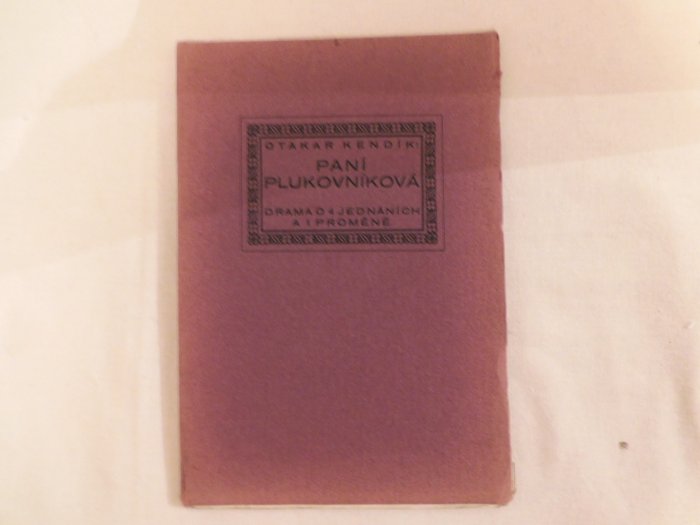 OTAKAR KENDÍK:
PANÍ
PLUKOVNÍKOVÁ
DRAMA O 4 JEDNÁNÍCH
A 1 PROMĚNĚ